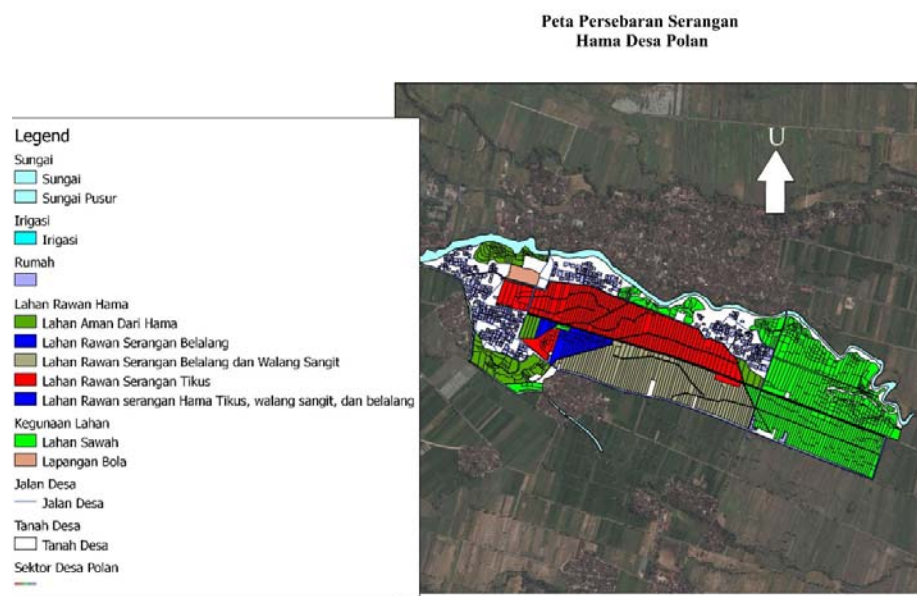 Peta Persebaran Serangan
Hama Desa Polan
U
Legend
Sungai
Sungai
Sungai Pusur
Irigasi
Irigasi
Rumah
Lahan Rawan Hama
Lahan Aman Dari Hama
Lahan Rawan Serangan Belalang
Lahan Rawan Serangan Belalang dan Walang Sangit
Lahan Rawan Serangan Tikus
Lahan Rawan serangan Hama Tikus, walang sangit, dan belalang
Kegunaan Lahan
Lahan Sawah
Lapangan Bola
Jalan Desa
Jalan Desa
Tanah Desa
Tanah Desa
Sektor Desa Polan